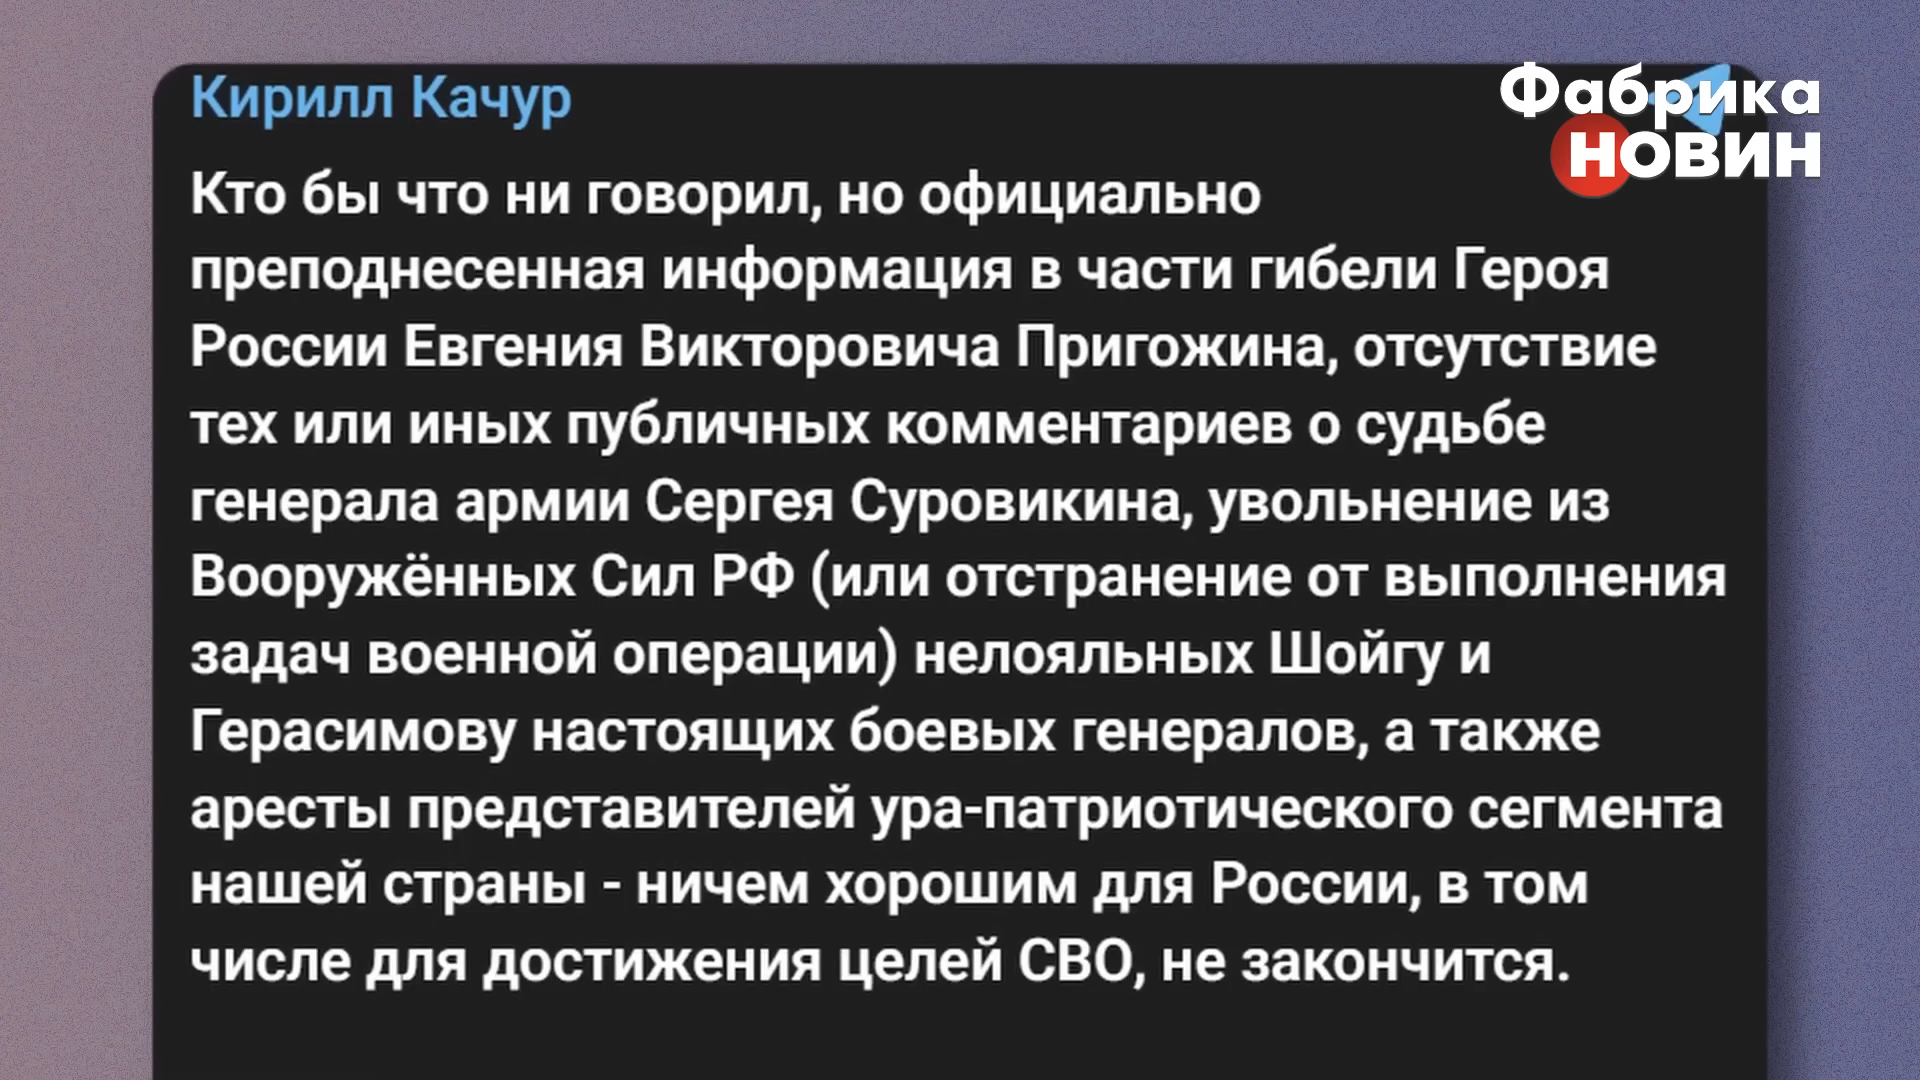 Кирилл Качур
Фабрика
новин
Кто бы что ни говорил, но официально
преподнесенная информация в части гибели Героя
России Евгения Викторовича Пригожина, отсутствие
тех или иных публичных комментариев о судьбе
генерала армии Сергея Суровикина, увольнение из
Вооружённых Сил РФ (или отстранение от выполнения
задач военной операции) нелояльных Шойгу и
Герасимову настоящих боевых генералов, а также
аресты представителей ура-патриотического сегмента
нашей страны - ничем хорошим для России, в том
числе для достижения целей СВО, не закончится.